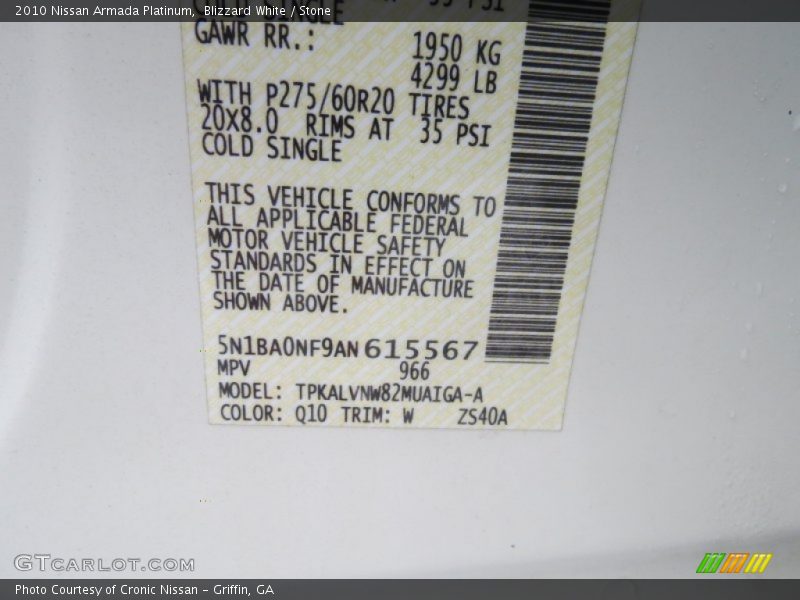 2010 Nissan Armada Platinum, Blizzard White / Stone
GAWR RR.:
1950 KG
4299 LB
WITH P275/60R20 TIRES
20X8.0 RIMS AT 35 PSI
COLD SINGLE
THIS VEHICLE CONFORMS TO
ALL APPLICABLE FEDERAL
MOTOR VEHICLE SAFETY
STANDARDS IN EFFECT ON
THE DATE OF MANUFACTURE
SHOWN ABOVE.
5N1BA0NF9AN615567
MPV 966
MODEL: TPKALVNW82MUAIGA-A
COLOR: Q10 TRIM: W ZS40A
GTCARLOT.COM
Photo Courtesy of Cronic Nissan - Griffin, GA